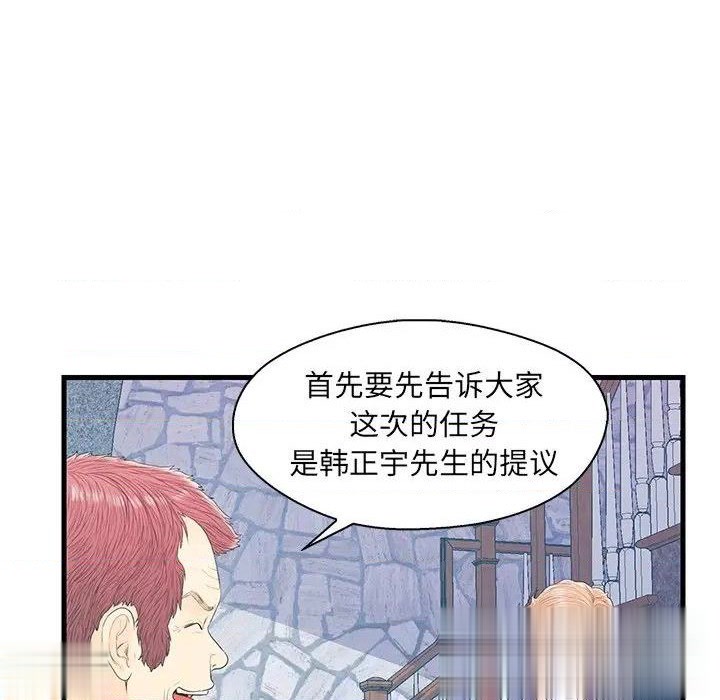 首先要先告诉大家
这次的任务
是韩正宇先生的提议